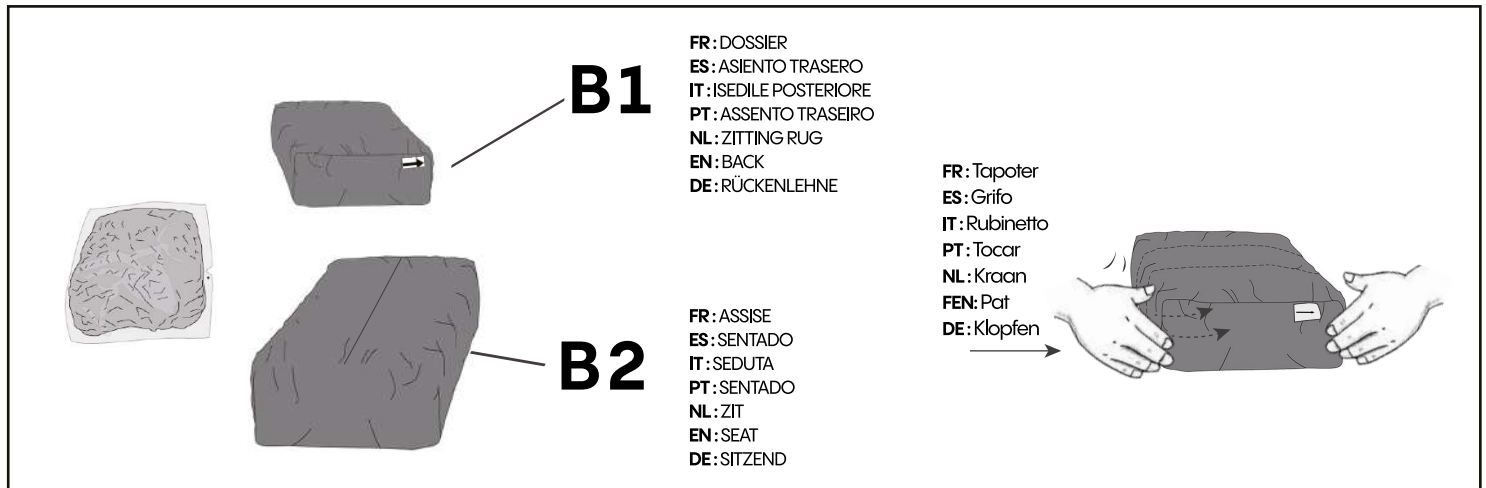 B1
FR: DOSSIER
ES: ASIENTO TRASERO
IT: ISEDILE POSTERIORE
PT: ASSENTO TRASEIRO
NL: ZITTING RUG
EN: BACK
DE: RÜCKENLEHNE
B2
FR: ASSISE
ES: SENTADO
IT: SEDUTA
PT: SENTADO
NL: ZIT
EN: SEAT
DE: SITZEND
FR: Tapoter
ES: Grifo
IT: Rubinetto
PT: Tocar
NL: Kraan
FEN: Pat
DE: Klopfen